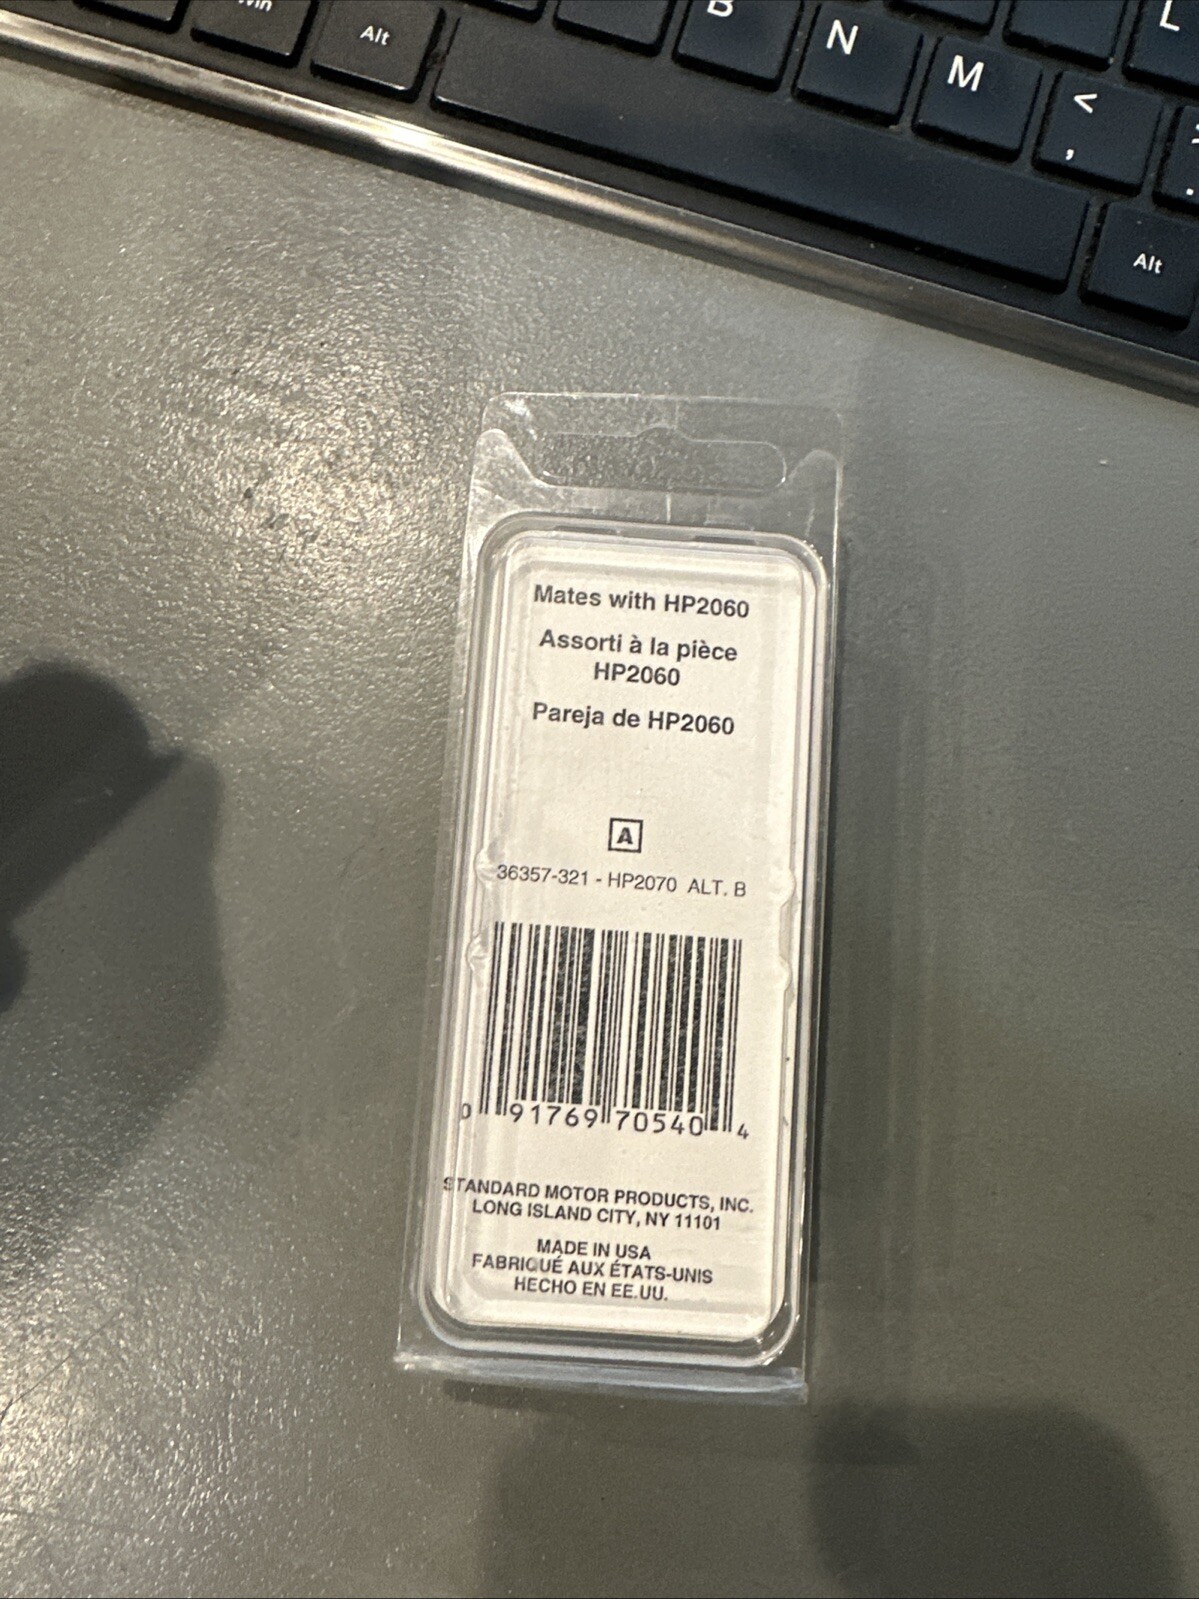 Win
Alt
B
N
M
<
,
L
.
Alt
Mates with HP2060
Assorti à la pièce
HP2060
Pareja de HP2060
A
36357-321 - HP2070 ALT. B
0 91769 70540 4
STANDARD MOTOR PRODUCTS, INC.
LONG ISLAND CITY, NY 11101
MADE IN USA
FABRIQUÉ AUX ÉTATS-UNIS
HECHO EN EE.UU.